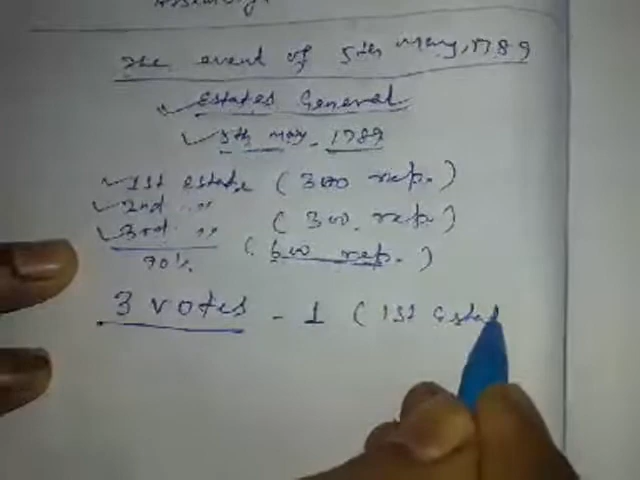 The event of 5th May, 1789
Estates General
5th may - 1789
1st estate (300 rep.)
2nd " (300. rep.)
3rd " (600 rep.)
90%
3 votes - 1 (1st Estat